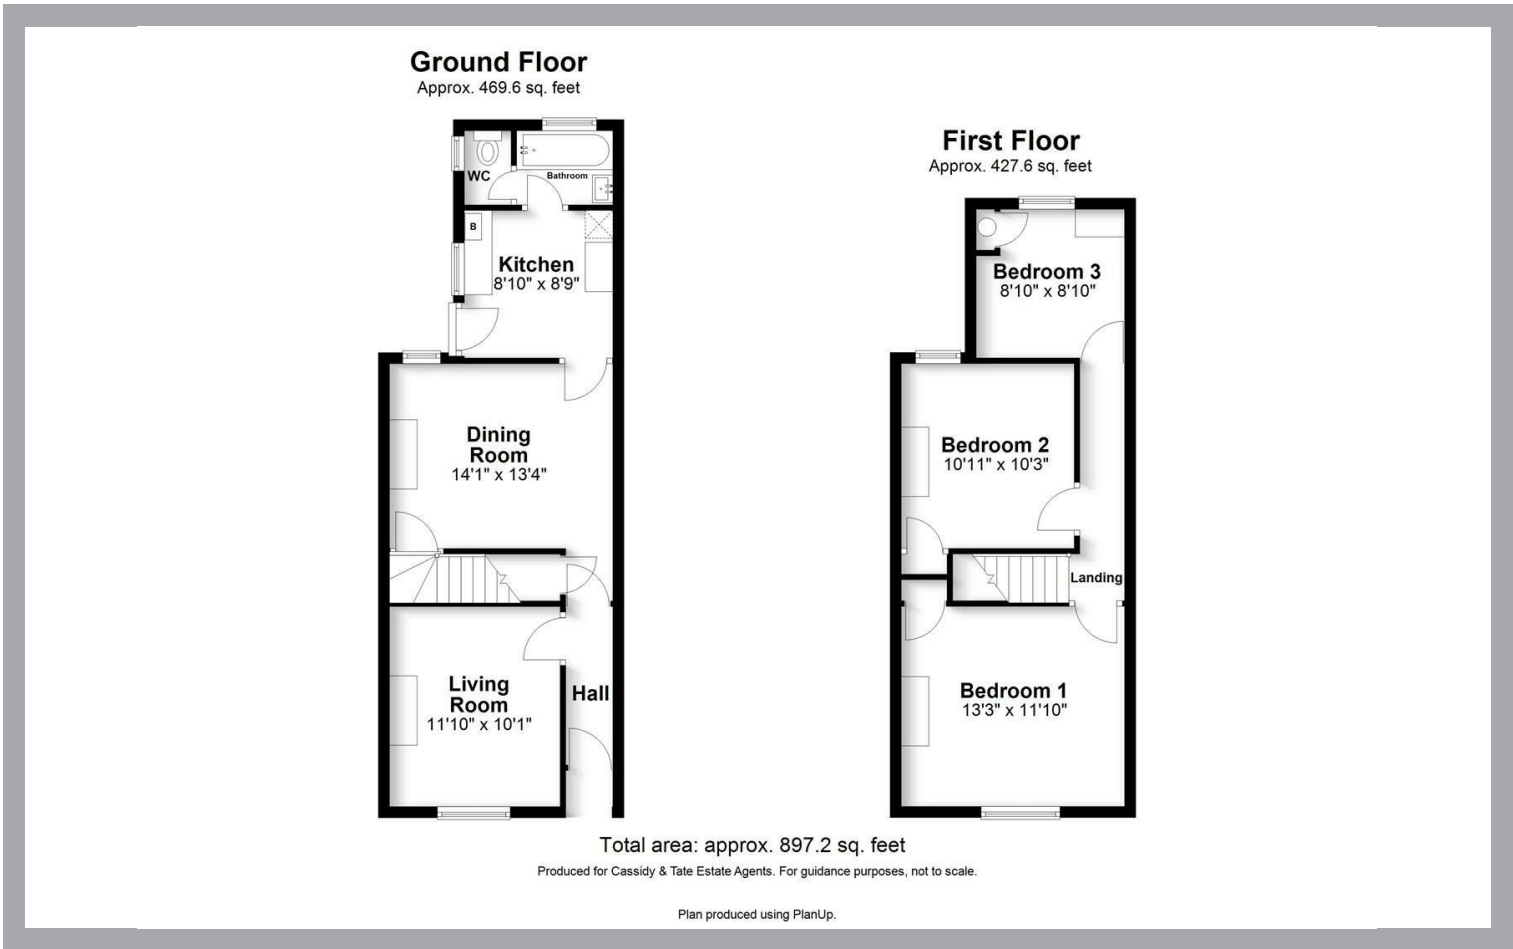 Ground Floor
Approx. 469.6 sq. feet
WC
Bathroom
B
Kitchen
8'10" x 8'9"
Dining
Room
14'1" x 13'4"
Living
Room
11'10" x 10'1"
Hall
First Floor
Approx. 427.6 sq. feet
Bedroom 3
8'10" x 8'10"
Bedroom 2
10'11" x 10'3"
Landing
Bedroom 1
13'3" x 11'10"
Total area: approx. 897.2 sq. feet
Produced for Cassidy & Tate Estate Agents. For guidance purposes, not to scale.
Plan produced using PlanUp.